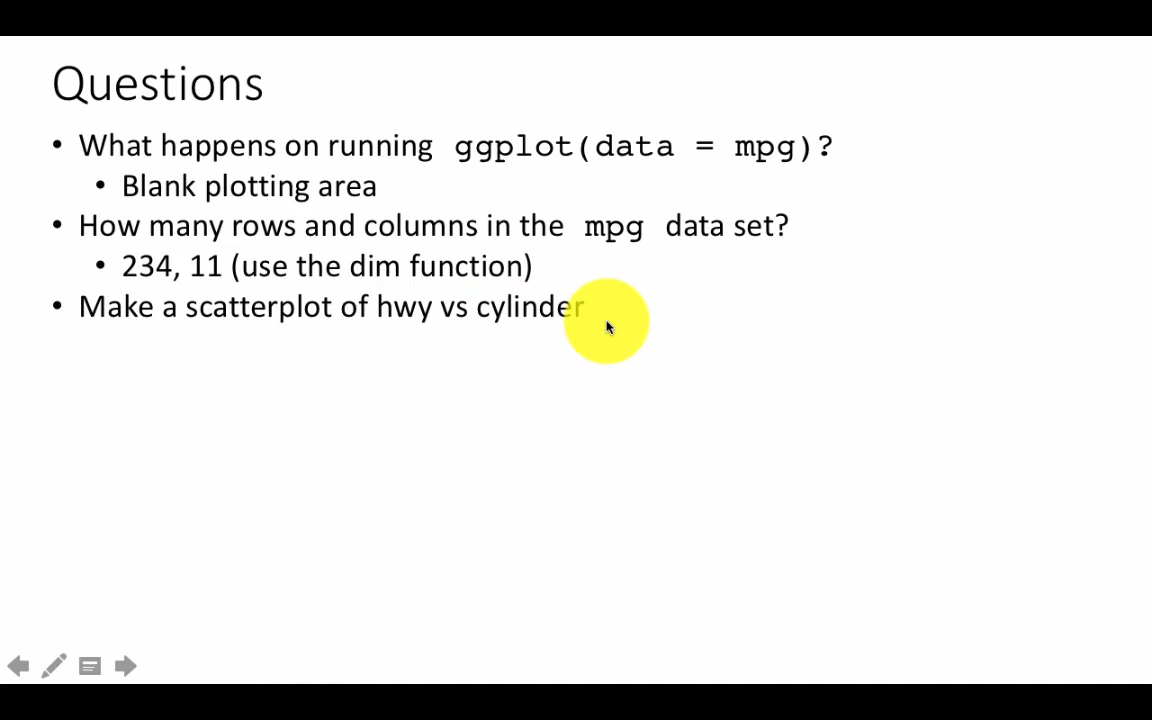 Questions
• What happens on running ggplot(data = mpg)?
• Blank plotting area
• How many rows and columns in the mpg data set?
• 234, 11 (use the dim function)
• Make a scatterplot of hwy vs cylinder